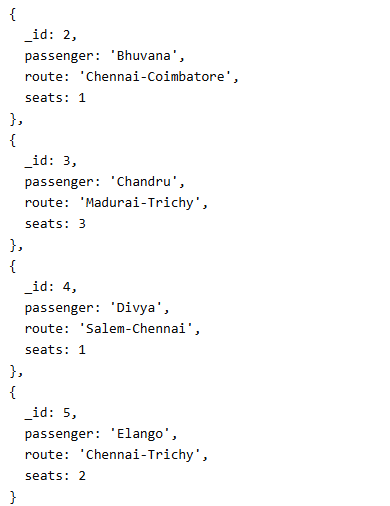 {
  _id: 2,
  passenger: 'Bhuvana',
  route: 'Chennai-Coimbatore',
  seats: 1
},
{
  _id: 3,
  passenger: 'Chandru',
  route: 'Madurai-Trichy',
  seats: 3
},
{
  _id: 4,
  passenger: 'Divya',
  route: 'Salem-Chennai',
  seats: 1
},
{
  _id: 5,
  passenger: 'Elango',
  route: 'Chennai-Trichy',
  seats: 2
}